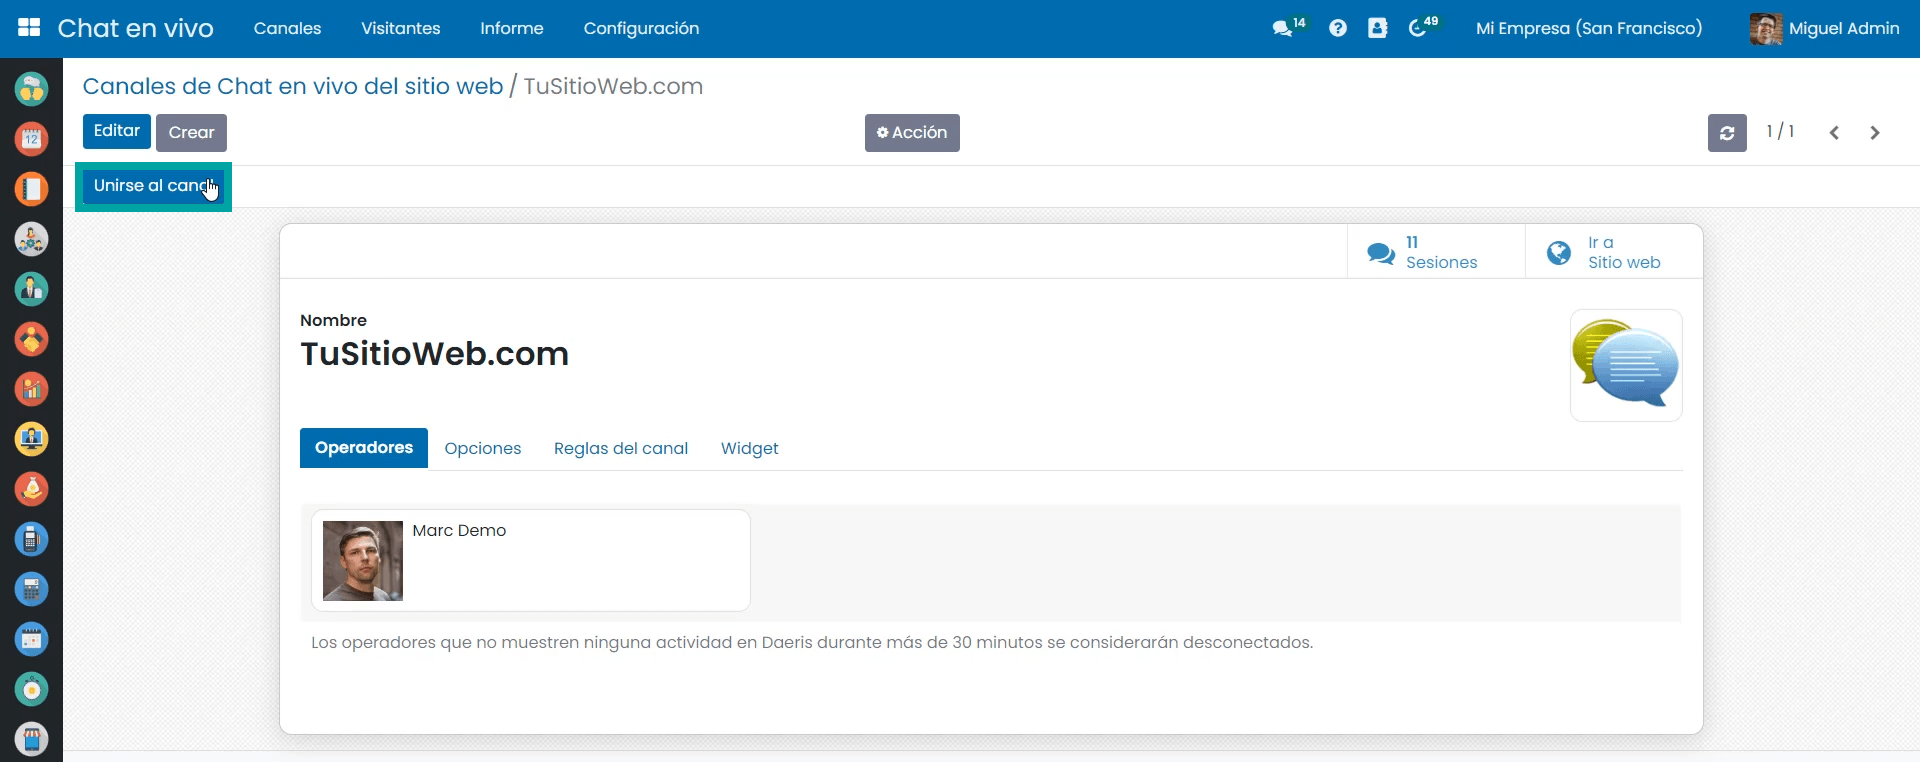 Chat en vivo Canales Visitantes Informe Configuración 14 49 Mi Empresa (San Francisco) Miguel Admin
Canales de Chat en vivo del sitio web / TuSitioWeb.com
Editar Crear Acción 1 / 1
Unirse al canal
11
Sesiones
Ir a
Sitio web
Nombre
TuSitioWeb.com
Operadores Opciones Reglas del canal Widget
Marc Demo
Los operadores que no muestren ninguna actividad en Daeris durante más de 30 minutos se considerarán desconectados.
12